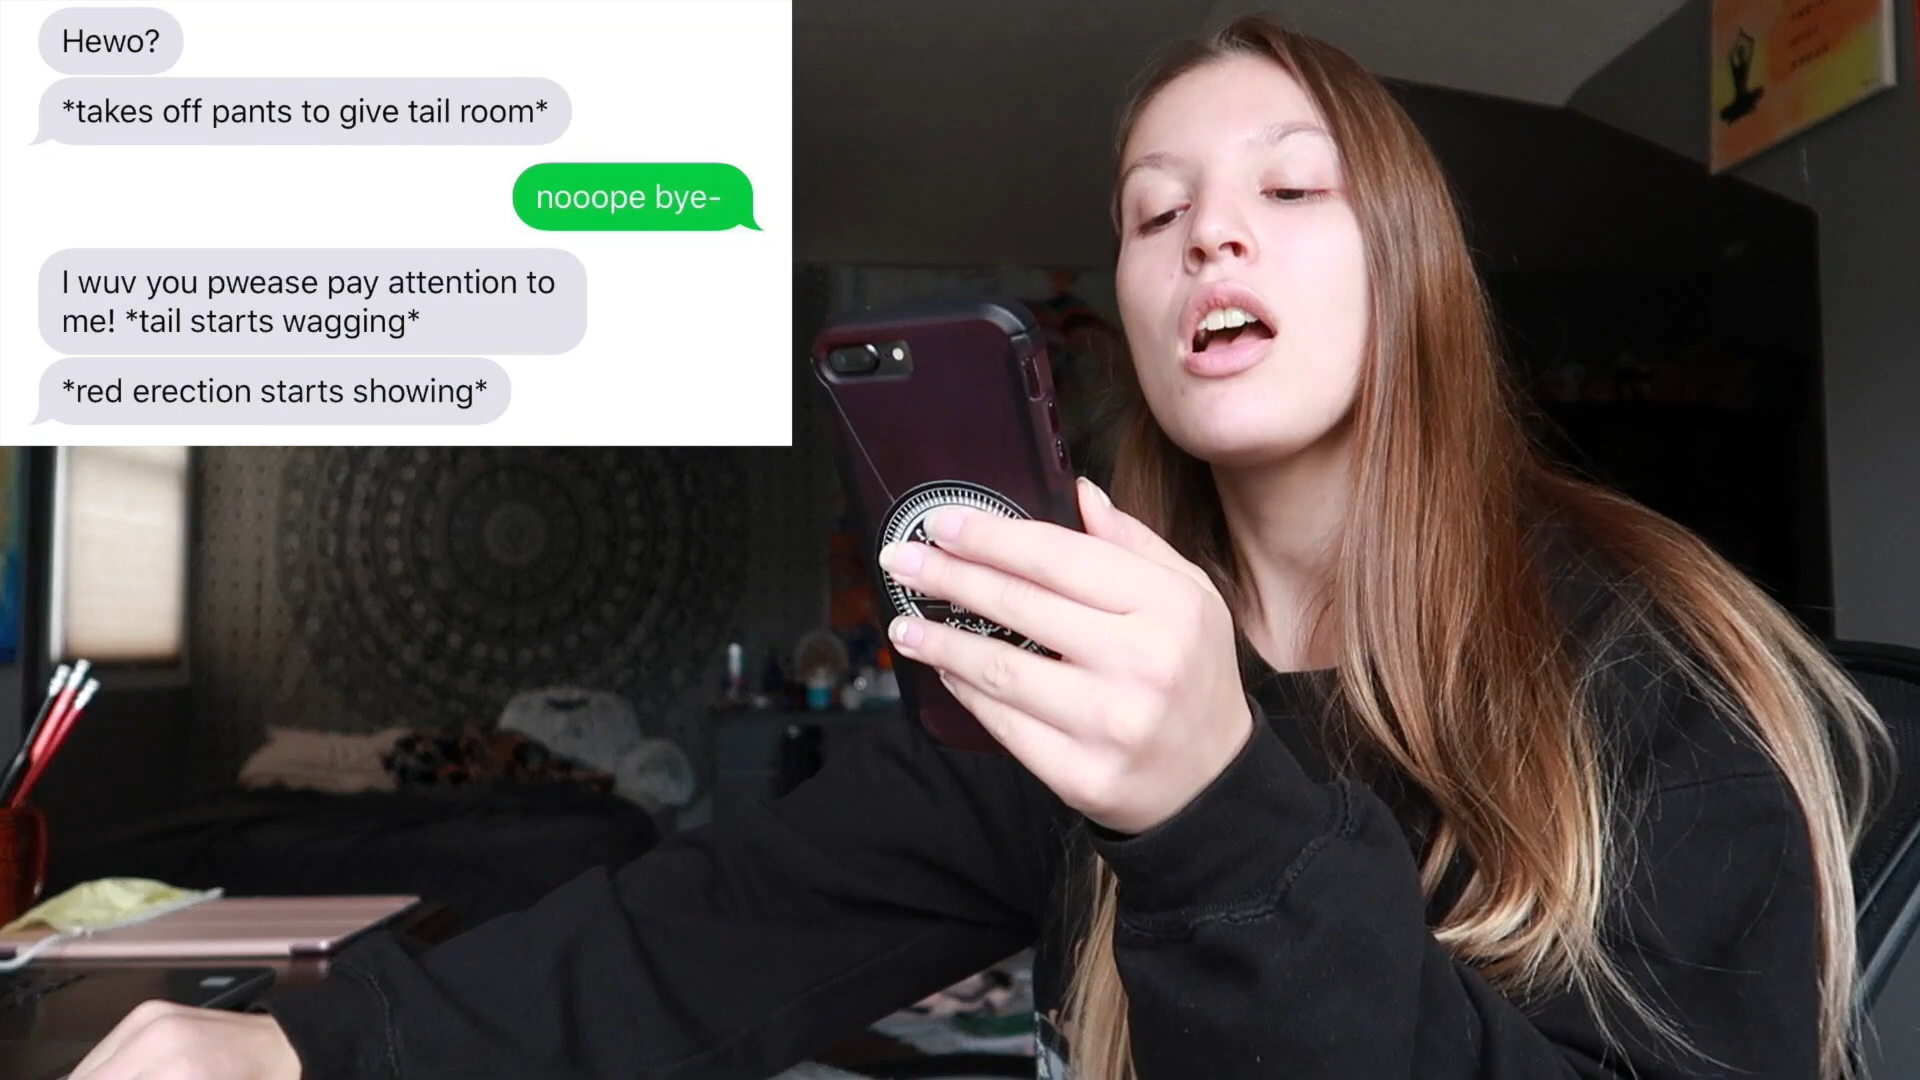 Hewo?
*takes off pants to give tail room*
nooope bye-
I wuv you pwease pay attention to
me! *tail starts wagging*
*red erection starts showing*